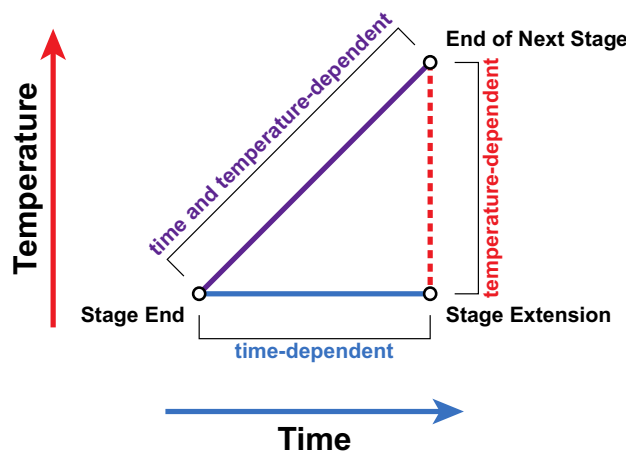 End of Next Stage
Temperature
time and temperature-dependent
temperature-dependent
Stage End
Stage Extension
time-dependent
Time